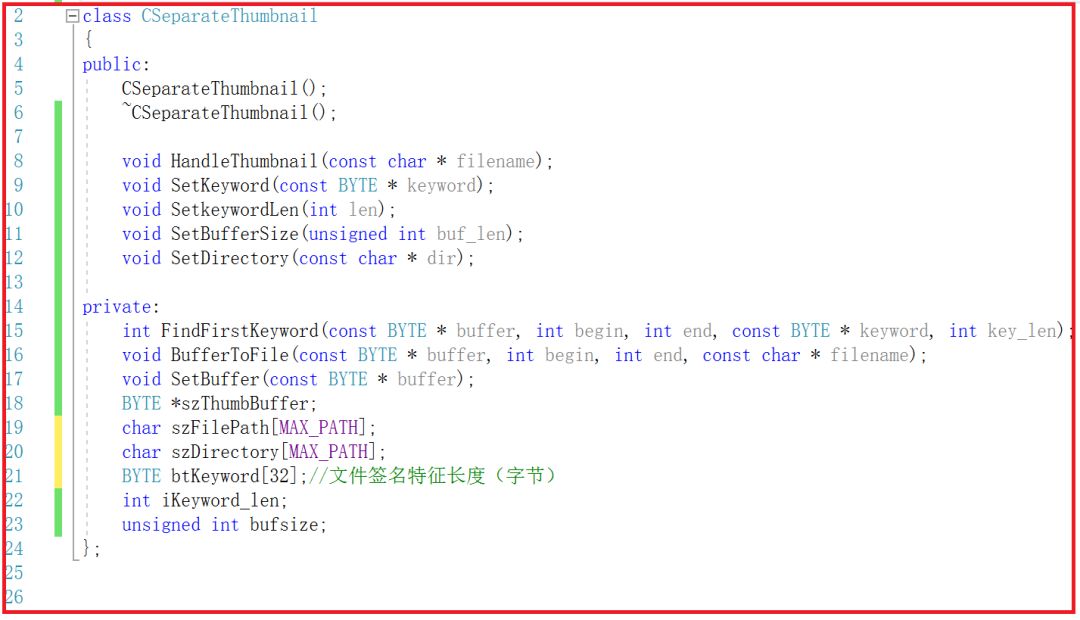 2 class CSeparateThumbnail
3 {
4 public:
5 CSeparateThumbnail();
6 ~CSeparateThumbnail();
7
8 void HandleThumbnail(const char * filename);
9 void SetKeyword(const BYTE * keyword);
10 void SetkeywordLen(int len);
11 void SetBufferSize(unsigned int buf_len);
12 void SetDirectory(const char * dir);
13
14 private:
15 int FindFirstKeyword(const BYTE * buffer, int begin, int end, const BYTE * keyword, int key_len);
16 void BufferToFile(const BYTE * buffer, int begin, int end, const char * filename);
17 void SetBuffer(const BYTE * buffer);
18 BYTE *szThumbBuffer;
19 char szFilePath[MAX_PATH];
20 char szDirectory[MAX_PATH];
21 BYTE btKeyword[32];//文件签名特征长度（字节）
22 int iKeyword_len;
23 unsigned int bufsize;
24 };
25
26